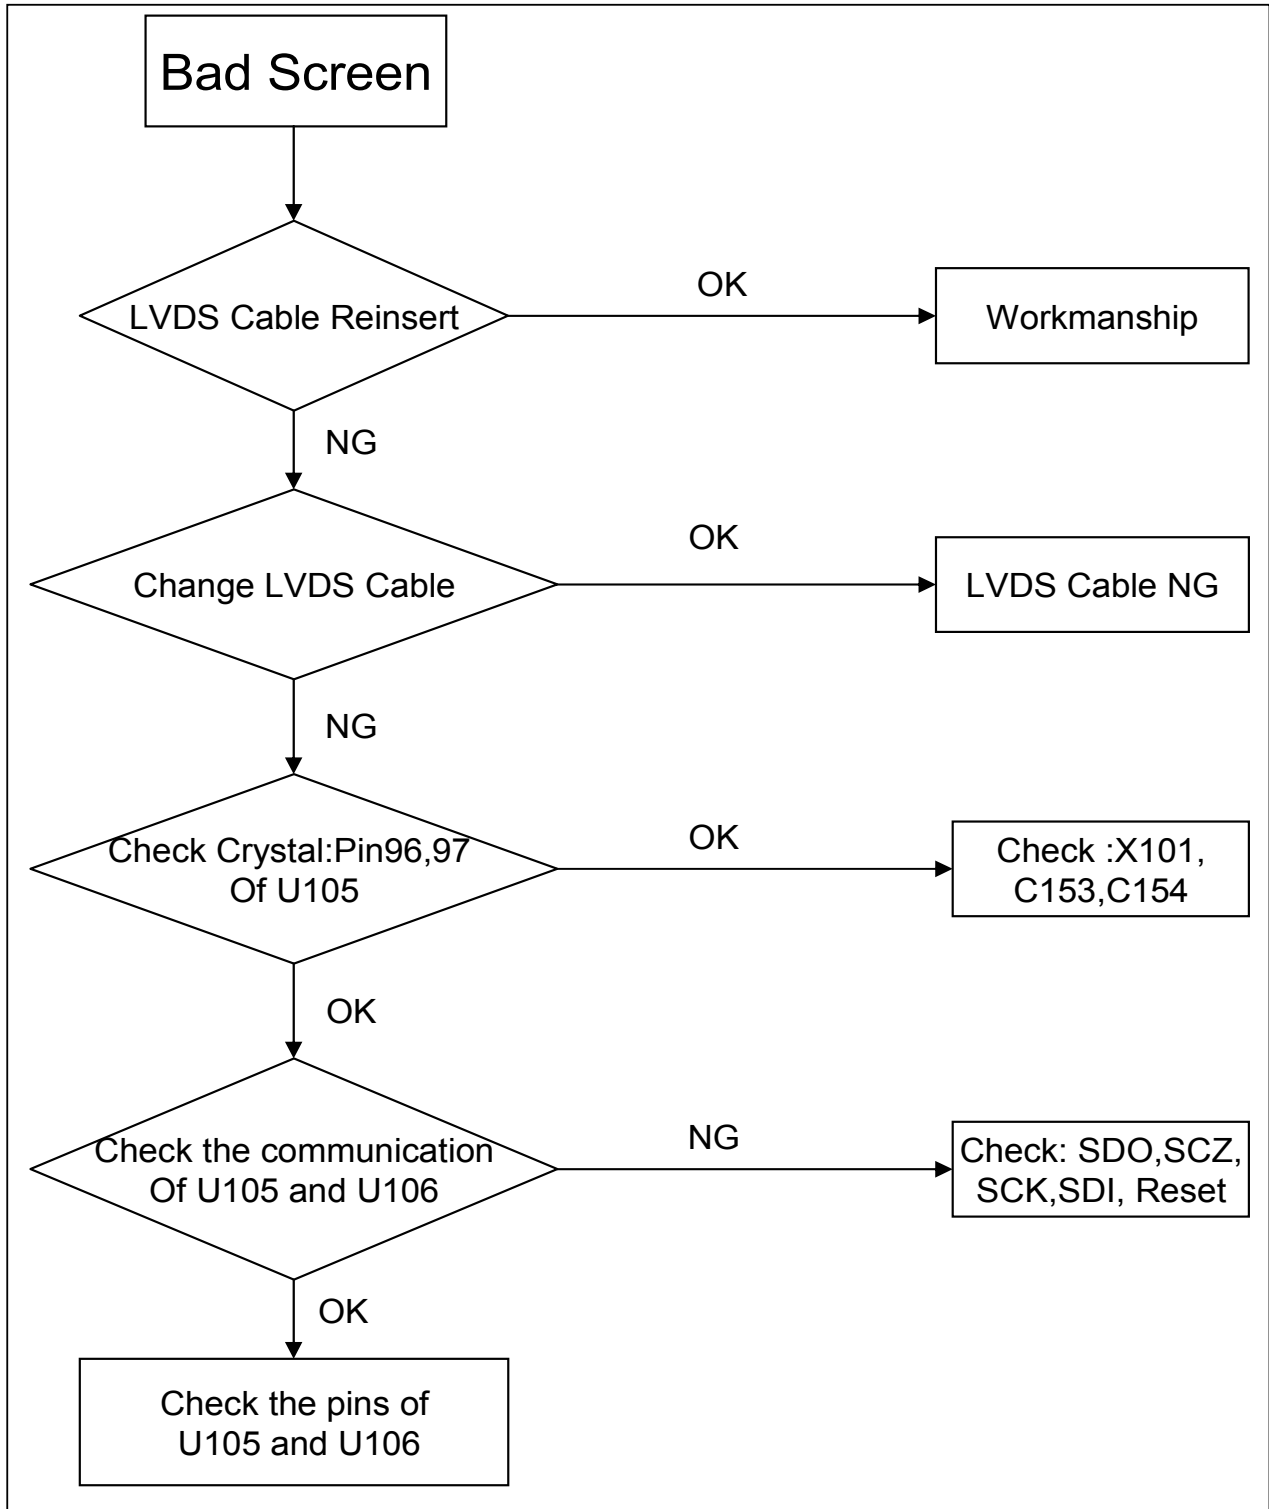 Bad Screen
LVDS Cable Reinsert
OK
Workmanship
NG
Change LVDS Cable
OK
LVDS Cable NG
NG
Check Crystal:Pin96,97
Of U105
OK
Check :X101,
C153,C154
OK
Check the communication
Of U105 and U106
NG
Check: SDO,SCZ,
SCK,SDI, Reset
OK
Check the pins of
U105 and U106